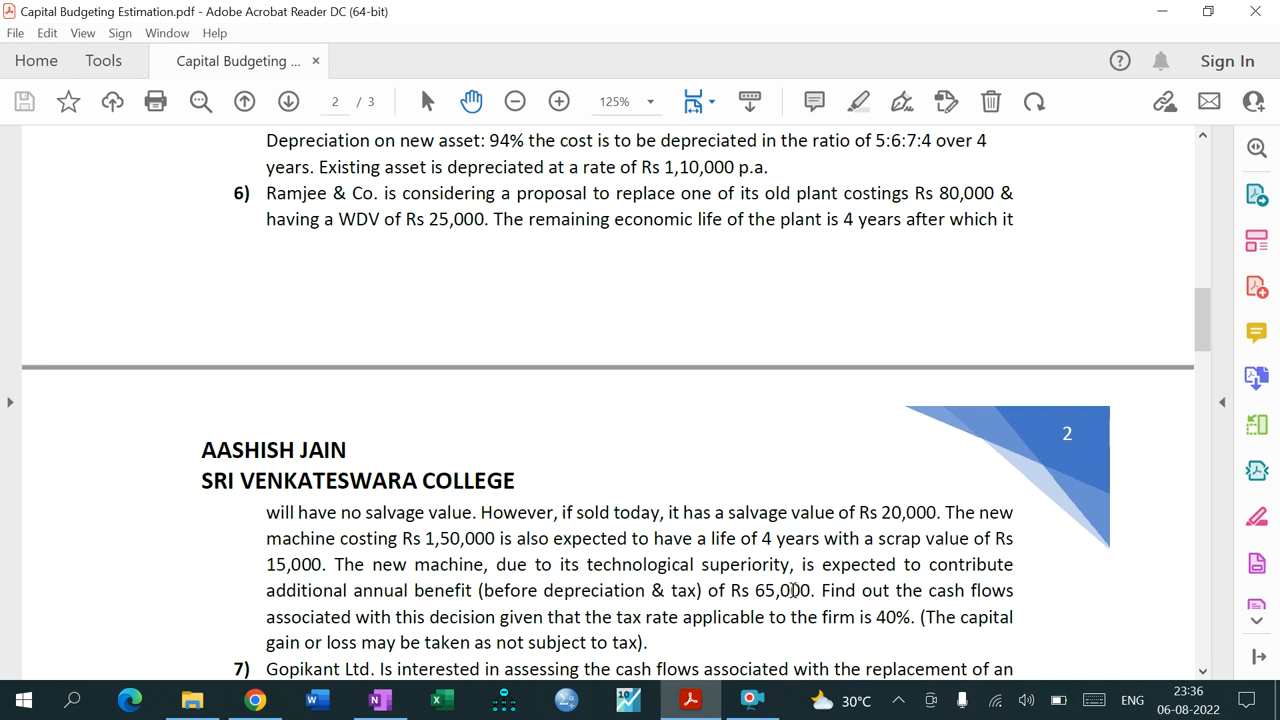 Capital Budgeting Estimation.pdf - Adobe Acrobat Reader DC (64-bit)
File Edit View Sign Window Help
Home Tools Capital Budgeting ... × Sign In
2 / 3 125%
Depreciation on new asset: 94% the cost is to be depreciated in the ratio of 5:6:7:4 over 4
years. Existing asset is depreciated at a rate of Rs 1,10,000 p.a.
6) Ramjee & Co. is considering a proposal to replace one of its old plant costings Rs 80,000 &
having a WDV of Rs 25,000. The remaining economic life of the plant is 4 years after which it
2
AASHISH JAIN
SRI VENKATESWARA COLLEGE
will have no salvage value. However, if sold today, it has a salvage value of Rs 20,000. The new
machine costing Rs 1,50,000 is also expected to have a life of 4 years with a scrap value of Rs
15,000. The new machine, due to its technological superiority, is expected to contribute
additional annual benefit (before depreciation & tax) of Rs 65,000. Find out the cash flows
associated with this decision given that the tax rate applicable to the firm is 40%. (The capital
gain or loss may be taken as not subject to tax).
7) Gopikant Ltd. Is interested in assessing the cash flows associated with the replacement of an
30°C ENG 23:36
06-08-2022